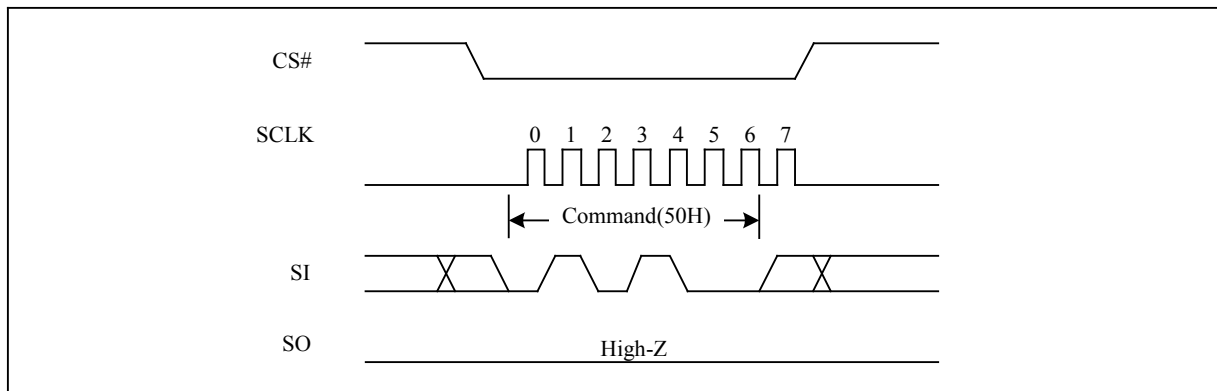 CS#
SCLK
0 1 2 3 4 5 6 7
Command(50H)
SI
SO
High-Z